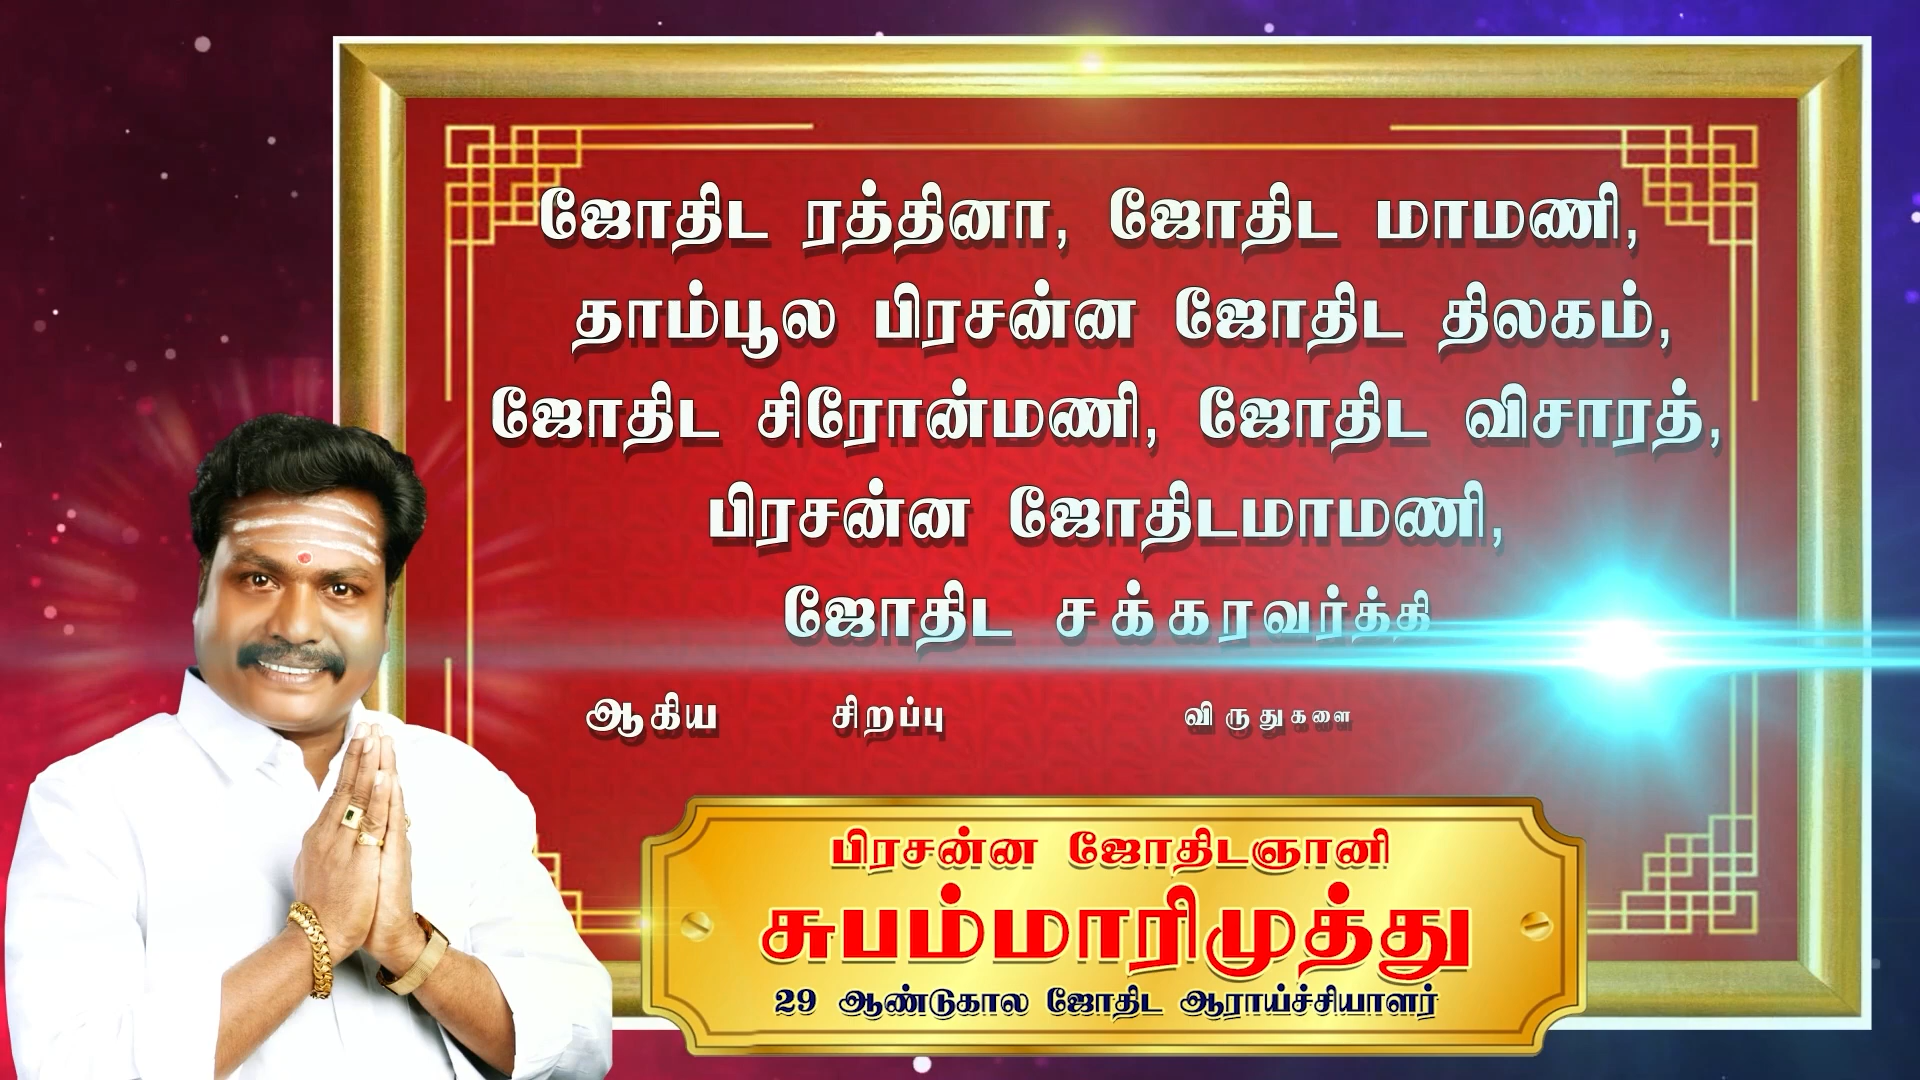 ஜோதிட ரத்தினா, ஜோதிட மாமணி,
தாம்பூல பிரசன்ன ஜோதிட திலகம்,
ஜோதிட சிரோன்மணி, ஜோதிட விசாரத்,
பிரசன்ன ஜோதிடமாமணி,
ஜோதிட சக்கரவர்த்தி
ஆகிய சிறப்பு விருதுகளை
பிரசன்ன ஜோதிடஞானி
சுபம்மாரிமுத்து
29 ஆண்டுகால ஜோதிட ஆராய்ச்சியாளர்